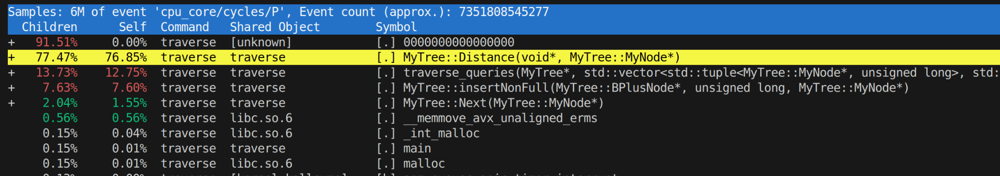 Samples: 6M of event 'cpu_core/cycles/P', Event count (approx.): 7351808545277
Children Self Command Shared Object Symbol
+ 91.51% 0.00% traverse [unknown] [.] 0000000000000000
+ 77.47% 76.85% traverse traverse [.] MyTree::Distance(void*, MyTree::MyNode*)
+ 13.73% 12.75% traverse traverse [.] traverse_queries(MyTree*, std::vector<std::tuple<MyTree::MyNode*, unsigned long>, std:
+ 7.63% 7.60% traverse traverse [.] MyTree::insertNonFull(MyTree::BPlusNode*, unsigned long, MyTree::MyNode*)
+ 2.04% 1.55% traverse traverse [.] MyTree::Next(MyTree::MyNode*)
0.56% 0.56% traverse libc.so.6 [.] __memmove_avx_unaligned_erms
0.15% 0.04% traverse libc.so.6 [.] _int_malloc
0.15% 0.01% traverse traverse [.] main
0.15% 0.01% traverse libc.so.6 [.] malloc